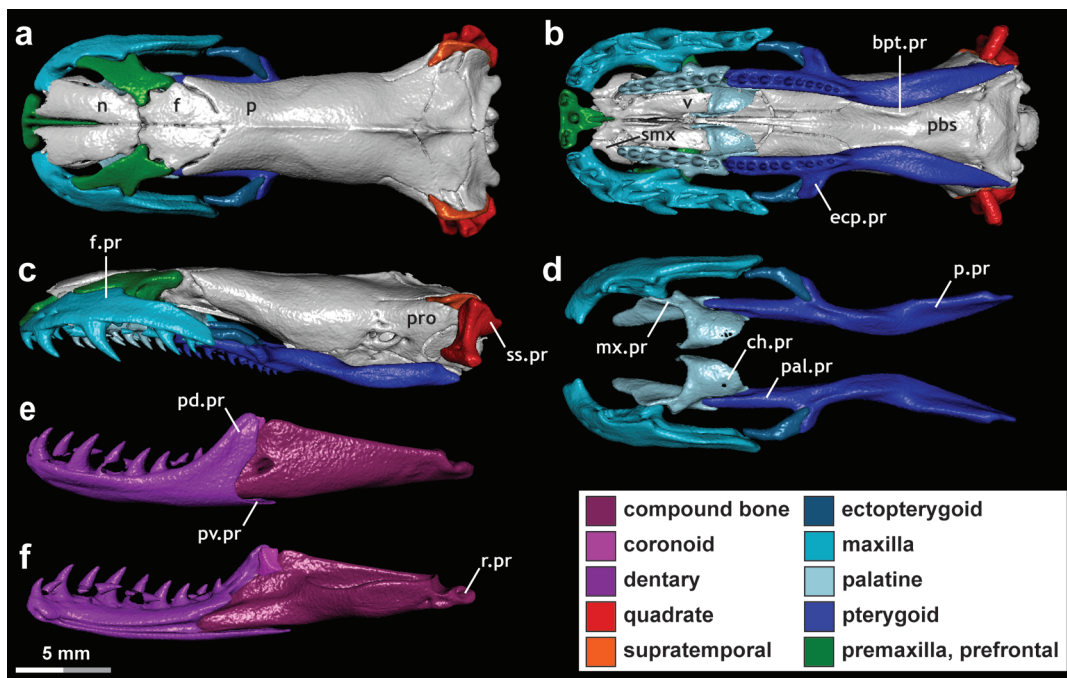 a
b
bpt.pr
n
f
p
v
pbs
smx
ecp.pr
c
f.pr
d
p.pr
pro
ss.pr
mx.pr
ch.pr
pal.pr
e
pd.pr
pv.pr
f
r.pr
5 mm
compound bone
coronoid
dentary
quadrate
supratemporal
ectopterygoid
maxilla
palatine
pterygoid
premaxilla, prefrontal